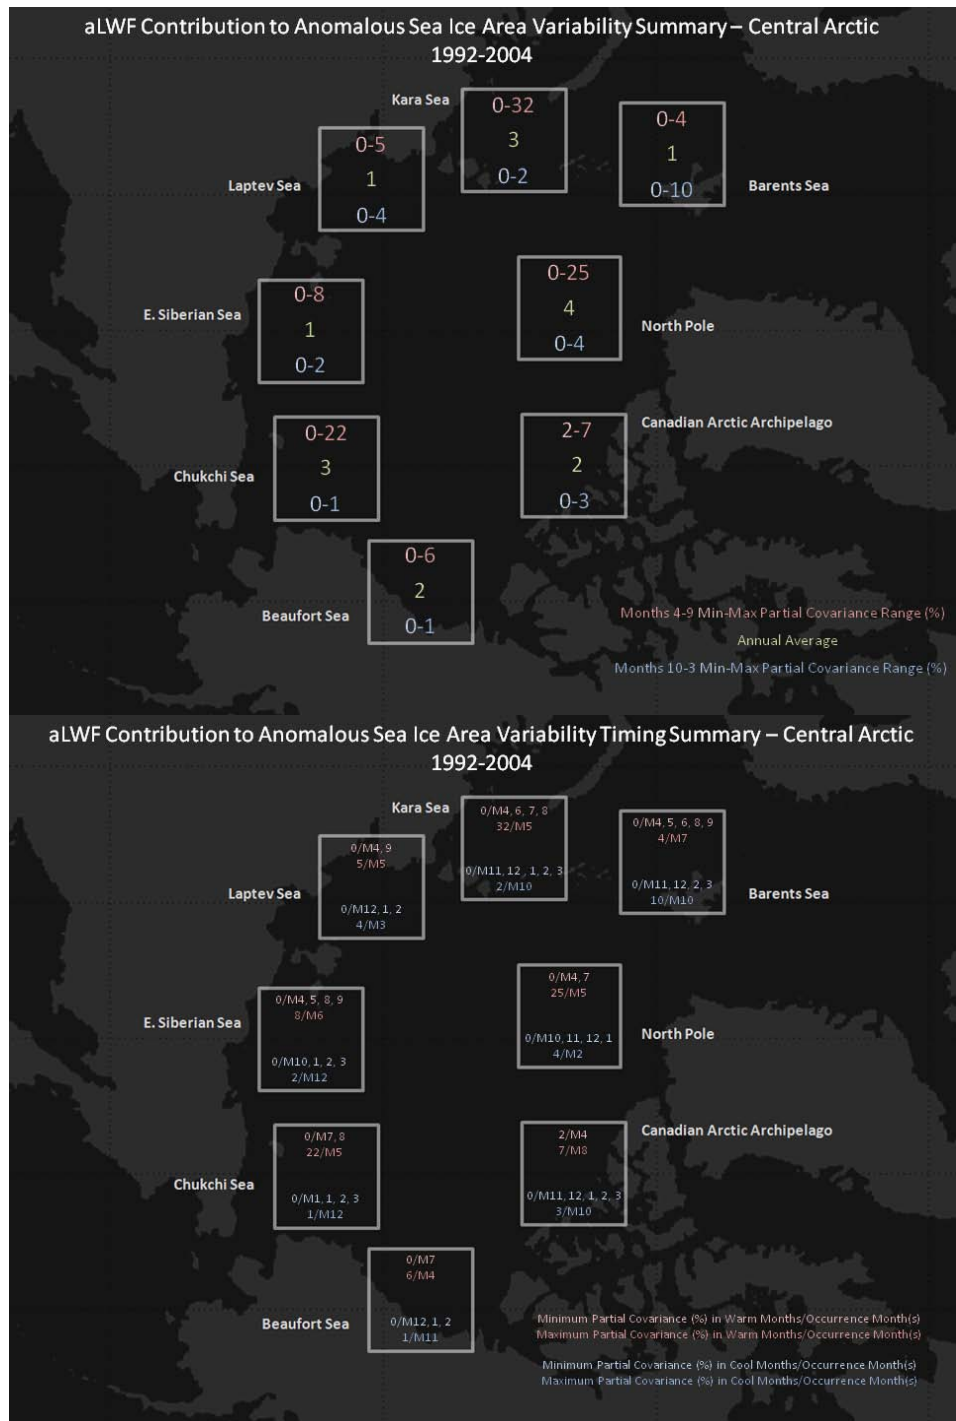 aLWF Contribution to Anomalous Sea Ice Area Variability Summary – Central Arctic
1992-2004
Kara Sea
0-32
3
0-2
0-4
1
0-10
Barents Sea
0-5
1
0-4
Laptev Sea
0-25
4
0-4
North Pole
E. Siberian Sea
0-8
1
0-2
Canadian Arctic Archipelago
2-7
2
0-3
Chukchi Sea
0-22
3
0-1
Beaufort Sea
0-6
2
0-1
Months 4-9 Min-Max Partial Covariance Range (%)
Annual Average
Months 10-3 Min-Max Partial Covariance Range (%)
aLWF Contribution to Anomalous Sea Ice Area Variability Timing Summary – Central Arctic
1992-2004
Kara Sea
0/M4, 6, 7, 8
32/M5
0/M11, 12 , 1, 2, 3
2/M10
0/M4, 5, 6, 8, 9
4/M7
0/M11, 12, 2, 3
10/M10
Barents Sea
0/M4, 9
5/M5
0/M12, 1, 2
4/M3
Laptev Sea
0/M4, 7
25/M5
0/M10, 11, 12, 1
4/M2
North Pole
E. Siberian Sea
0/M4, 5, 8, 9
8/M6
0/M10, 1, 2, 3
2/M12
Canadian Arctic Archipelago
2/M4
7/M8
0/M11, 12, 1, 2, 3
3/M10
Chukchi Sea
0/M7, 8
22/M5
0/M1, 1, 2, 3
1/M12
Beaufort Sea
0/M7
6/M4
0/M12, 1, 2
1/M11
Minimum Partial Covariance (%) in Warm Months/Occurrence Month(s)
Maximum Partial Covariance (%) in Warm Months/Occurrence Month(s)
Minimum Partial Covariance (%) in Cool Months/Occurrence Month(s)
Maximum Partial Covariance (%) in Cool Months/Occurrence Month(s)